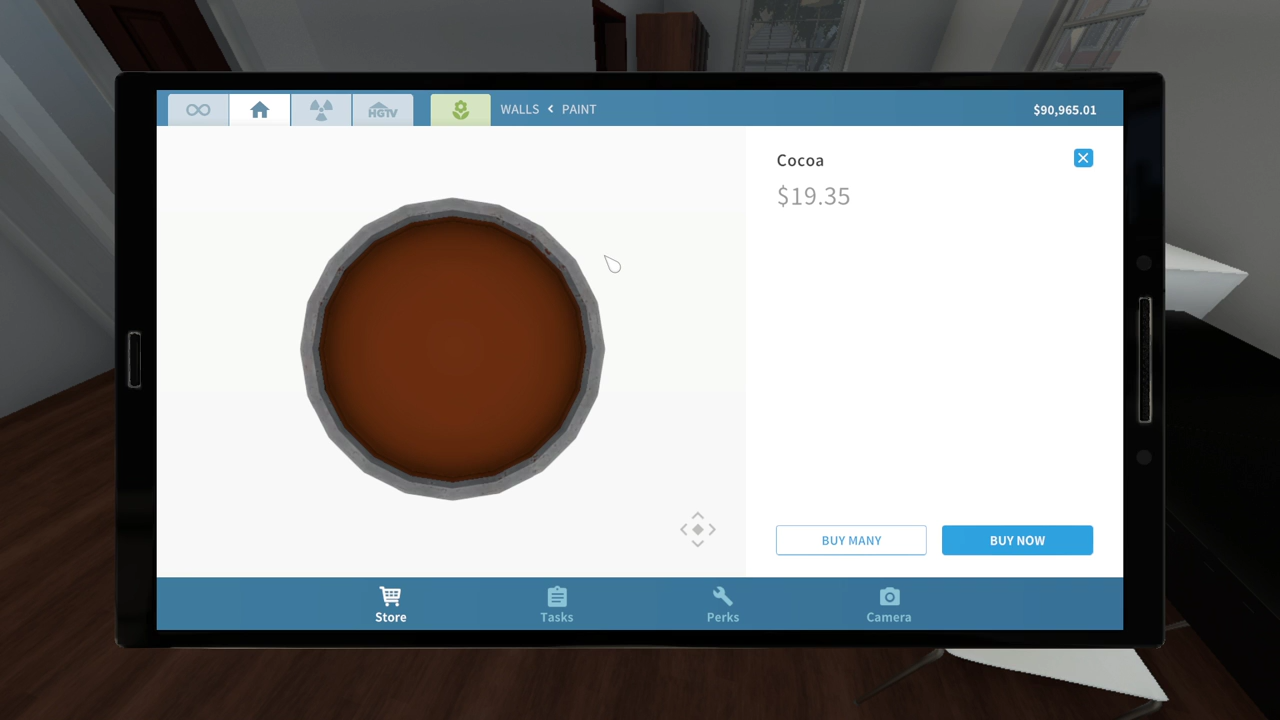 HGTV
WALLS < PAINT
$90,965.01
Cocoa
$19.35
BUY MANY
BUY NOW
Store
Tasks
Perks
Camera